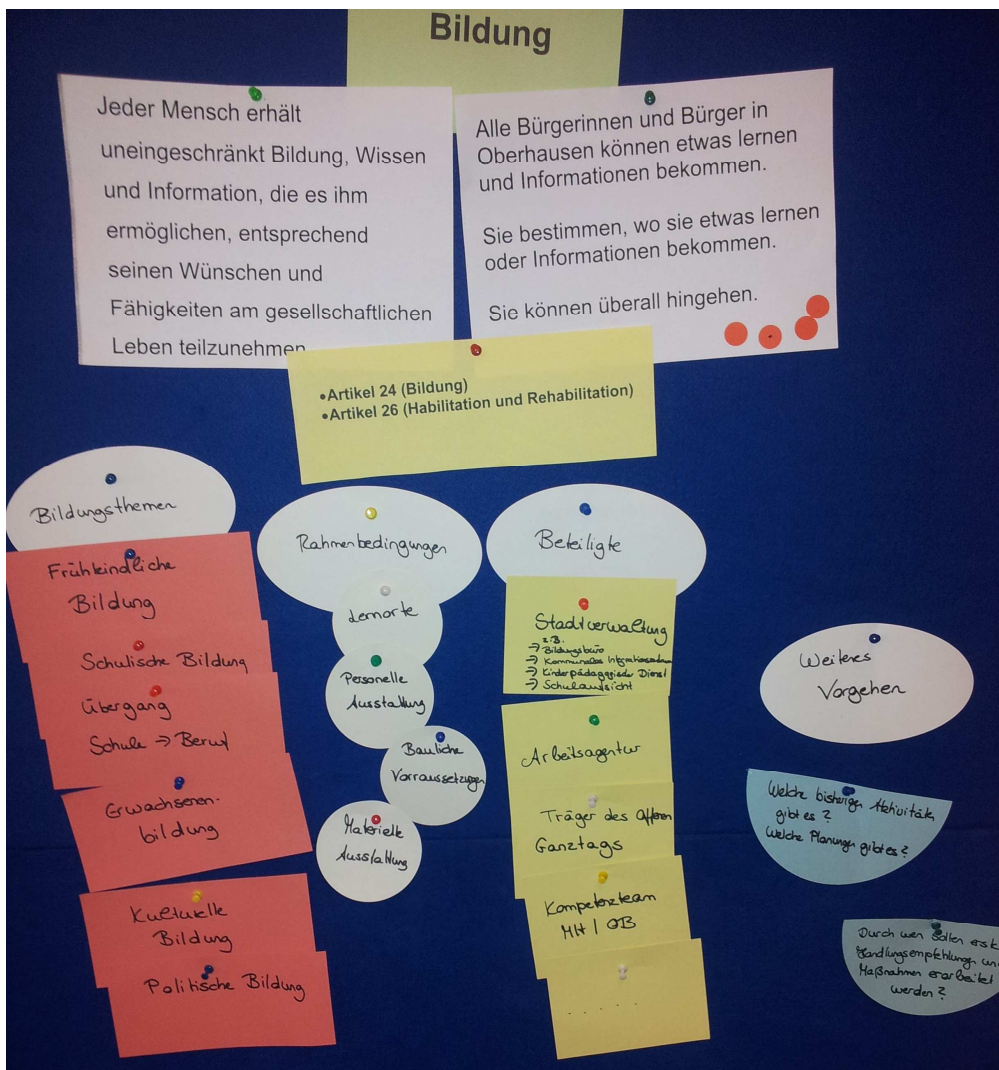 Bildung
Jeder Mensch erhält
uneingeschränkt Bildung, Wissen
und Information, die es ihm
ermöglichen, entsprechend
seinen Wünschen und
Fähigkeiten am gesellschaftlichen
Leben teilzunehmen
Alle Bürgerinnen und Bürger in
Oberhausen können etwas lernen
und Informationen bekommen.
Sie bestimmen, wo sie etwas lernen
oder Informationen bekommen.
Sie können überall hingehen.
•Artikel 24 (Bildung)
•Artikel 26 (Habilitation und Rehabilitation)
Bildungsthemen
Frühkindliche
Bildung
Schulische Bildung
Übergang
Schule → Beruf
Erwachsenen-
bildung
Kulturelle
Bildung
Politische Bildung
Rahmenbedingungen
Lernorte
Personelle
Ausstattung
Bauliche
Vorraussetzungen
Materielle
Ausstattung
Beteiligte
Stadtverwaltung
z.B.
→ Bildungsbüro
→ Kommunales
→ Kinderpädagogischer Dienst
→ Schulaufsicht
Arbeitsagentur
Träger des Offenen
Ganztags
Kompetenzteam
MH / OB
. . . . .
Weiteres
Vorgehen
Welche bisherigen Aktivitäten
gibt es?
Welche Planungen gibt es?
Durch wen sollen erste
Handlungsempfehlungen und
Maßnahmen erarbeitet
werden?